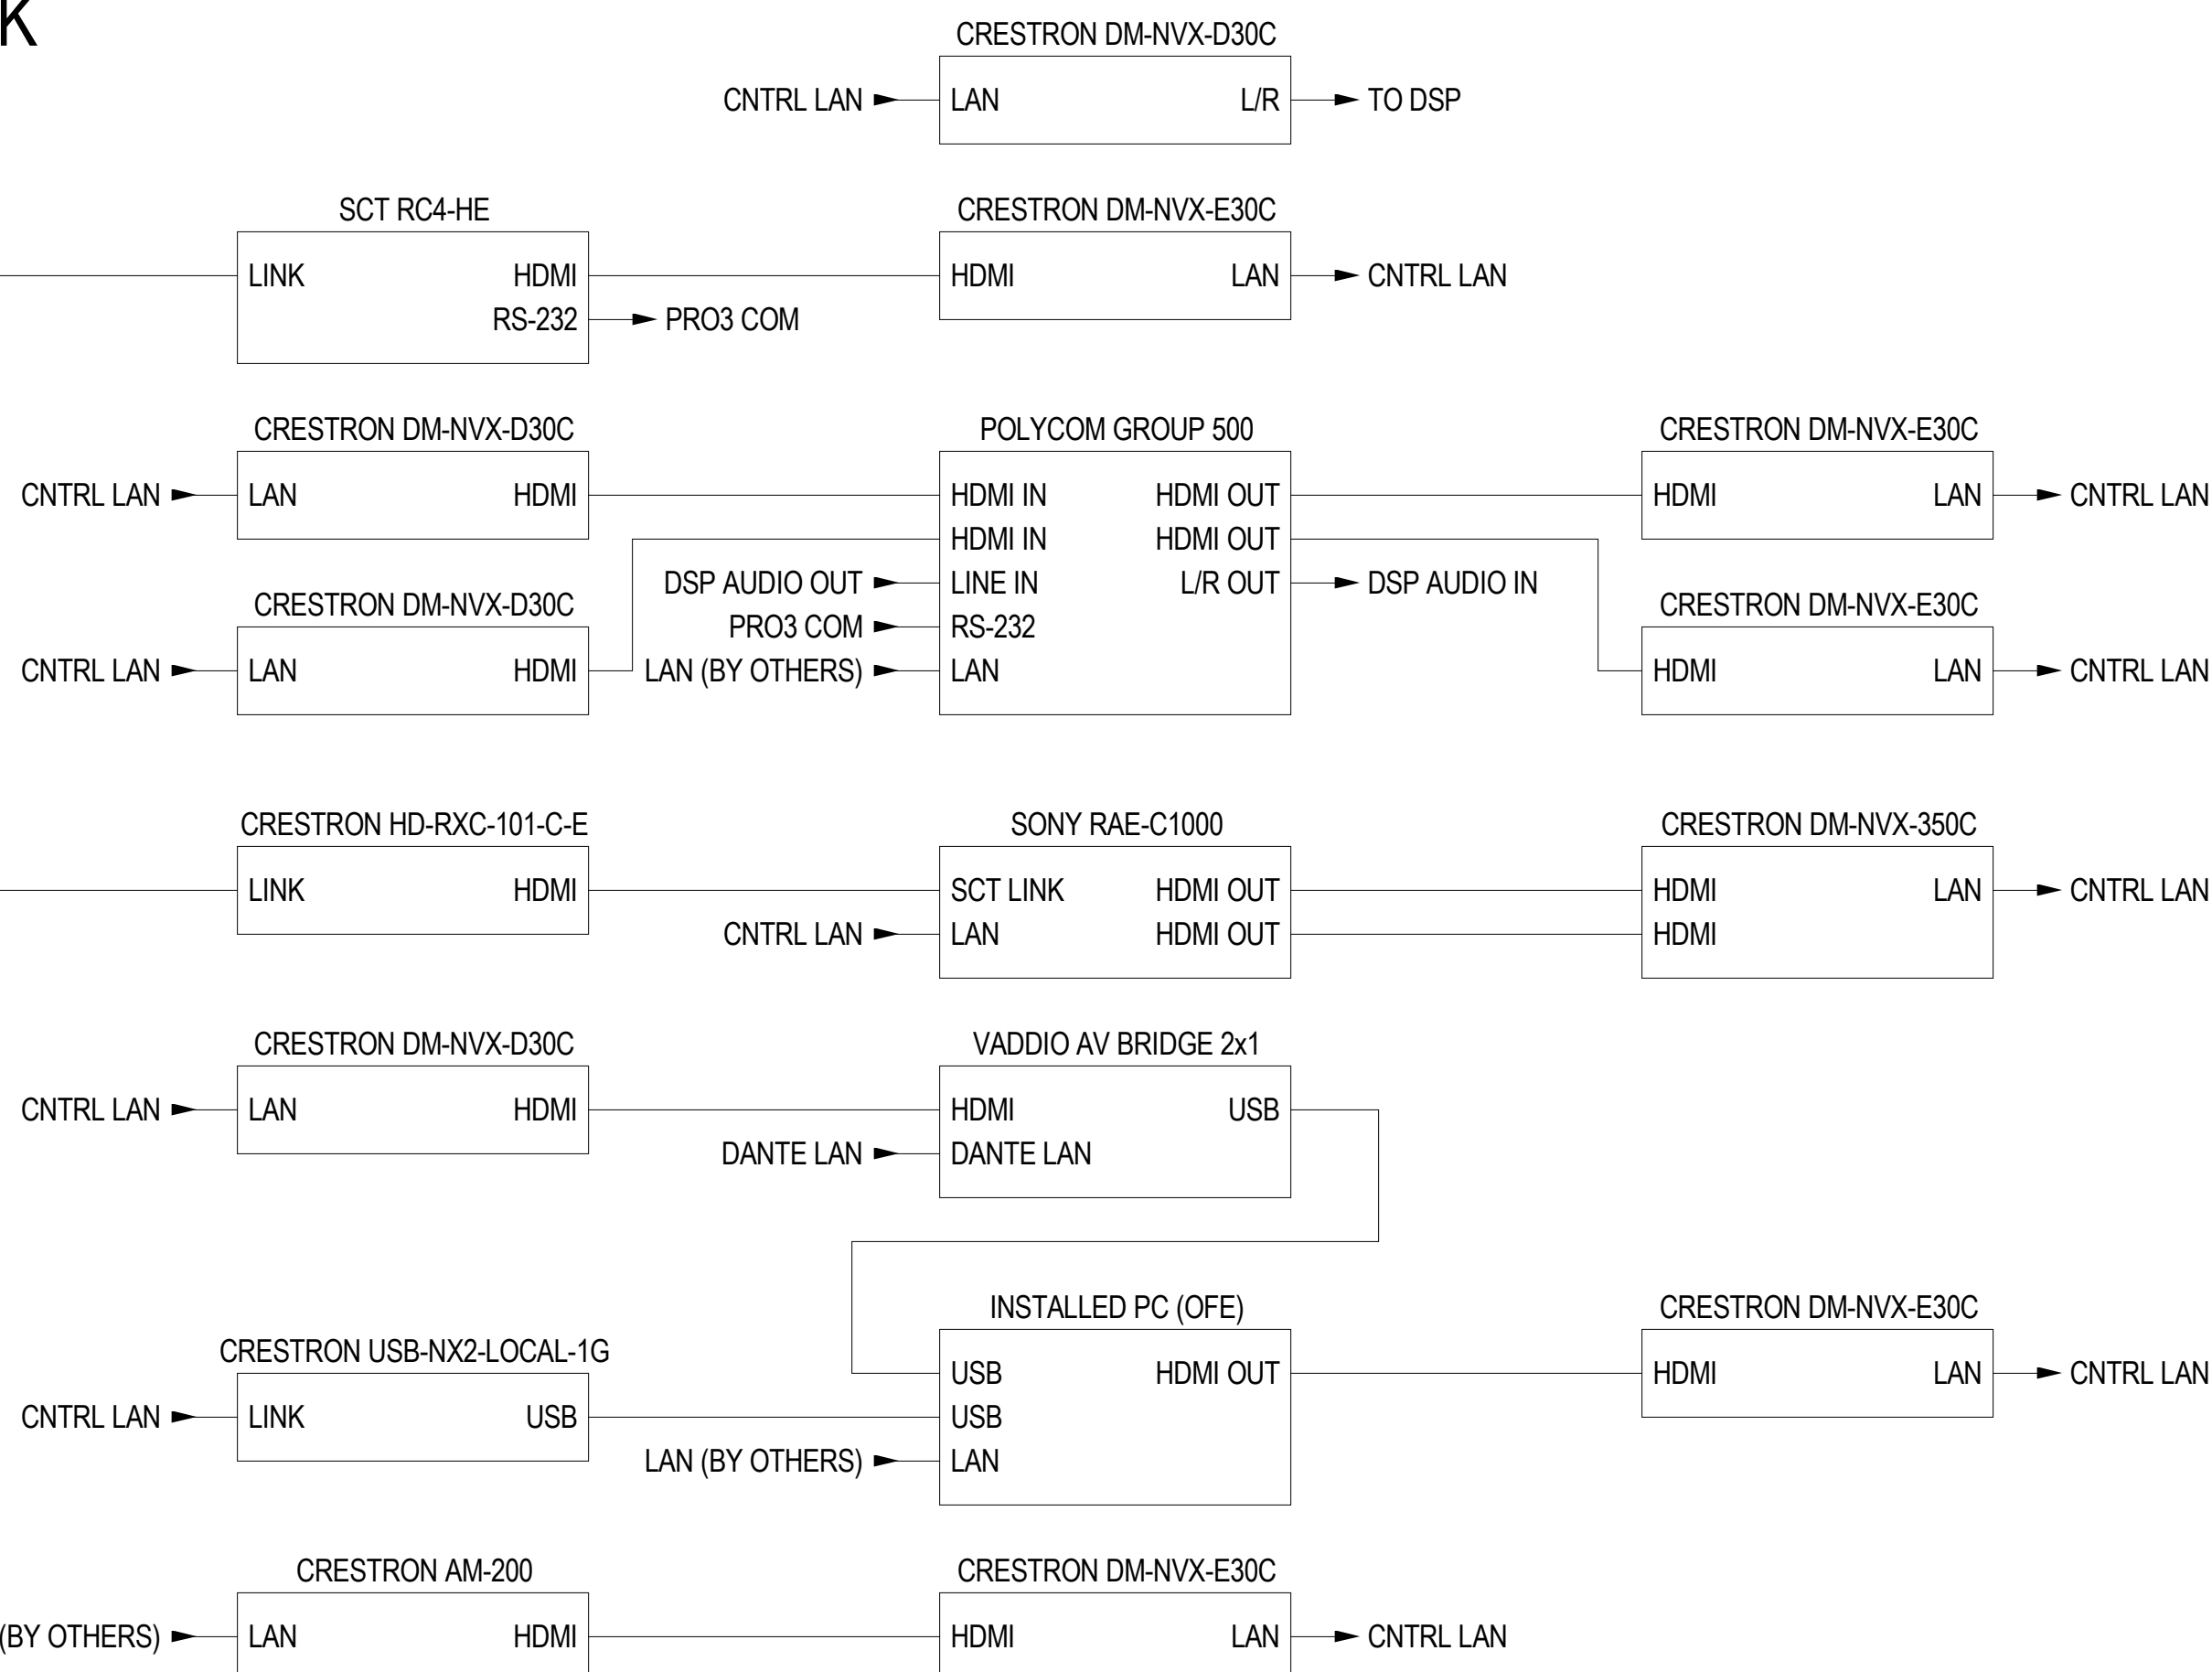 K
CRESTRON DM-NVX-D30C
CNTRL LAN LAN L/R TO DSP
SCT RC4-HE CRESTRON DM-NVX-E30C
LINK HDMI HDMI LAN CNTRL LAN
RS-232 PRO3 COM
CRESTRON DM-NVX-D30C POLYCOM GROUP 500 CRESTRON DM-NVX-E30C
CNTRL LAN LAN HDMI HDMI IN HDMI OUT HDMI LAN CNTRL LAN
HDMI IN HDMI OUT
DSP AUDIO OUT LINE IN L/R OUT DSP AUDIO IN
CRESTRON DM-NVX-D30C CRESTRON DM-NVX-E30C
PRO3 COM RS-232
CNTRL LAN LAN HDMI LAN (BY OTHERS) LAN HDMI LAN CNTRL LAN
CRESTRON HD-RXC-101-C-E SONY RAE-C1000 CRESTRON DM-NVX-350C
LINK HDMI SCT LINK HDMI OUT HDMI LAN CNTRL LAN
CNTRL LAN LAN HDMI OUT HDMI
CRESTRON DM-NVX-D30C VADDIO AV BRIDGE 2x1
CNTRL LAN LAN HDMI HDMI USB
DANTE LAN DANTE LAN
INSTALLED PC (OFE) CRESTRON DM-NVX-E30C
CRESTRON USB-NX2-LOCAL-1G
USB HDMI OUT HDMI LAN CNTRL LAN
CNTRL LAN LINK USB USB
LAN (BY OTHERS) LAN
CRESTRON AM-200 CRESTRON DM-NVX-E30C
(BY OTHERS) LAN HDMI HDMI LAN CNTRL LAN